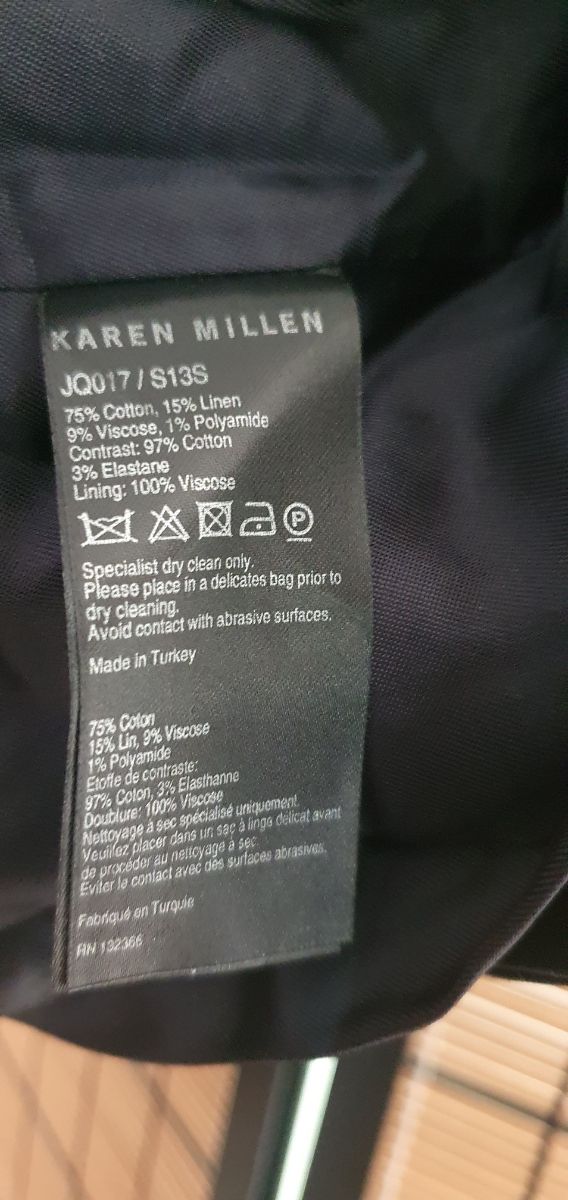 KAREN MILLEN
JQ017 / S13S
75% Cotton, 15% Linen
9% Viscose, 1% Polyamide
Contrast: 97% Cotton
3% Elastane
Lining: 100% Viscose
P
Specialist dry clean only.
Please place in a delicates bag prior to
dry cleaning.
Avoid contact with abrasive surfaces.
Made in Turkey
75% Coton
15% Lin, 9% Viscose
1% Polyamide
Etoffe de contraste:
97% Coton, 3% Elasthanne
Doublure: 100% Viscose
Nettoyage à sec spécialisé uniquement.
Veuillez placer dans un sac à linge délicat avant
de procéder au nettoyage à sec
Eviter le contact avec des surfaces abrasives.
Fabriqué en Turquie
RN 132366